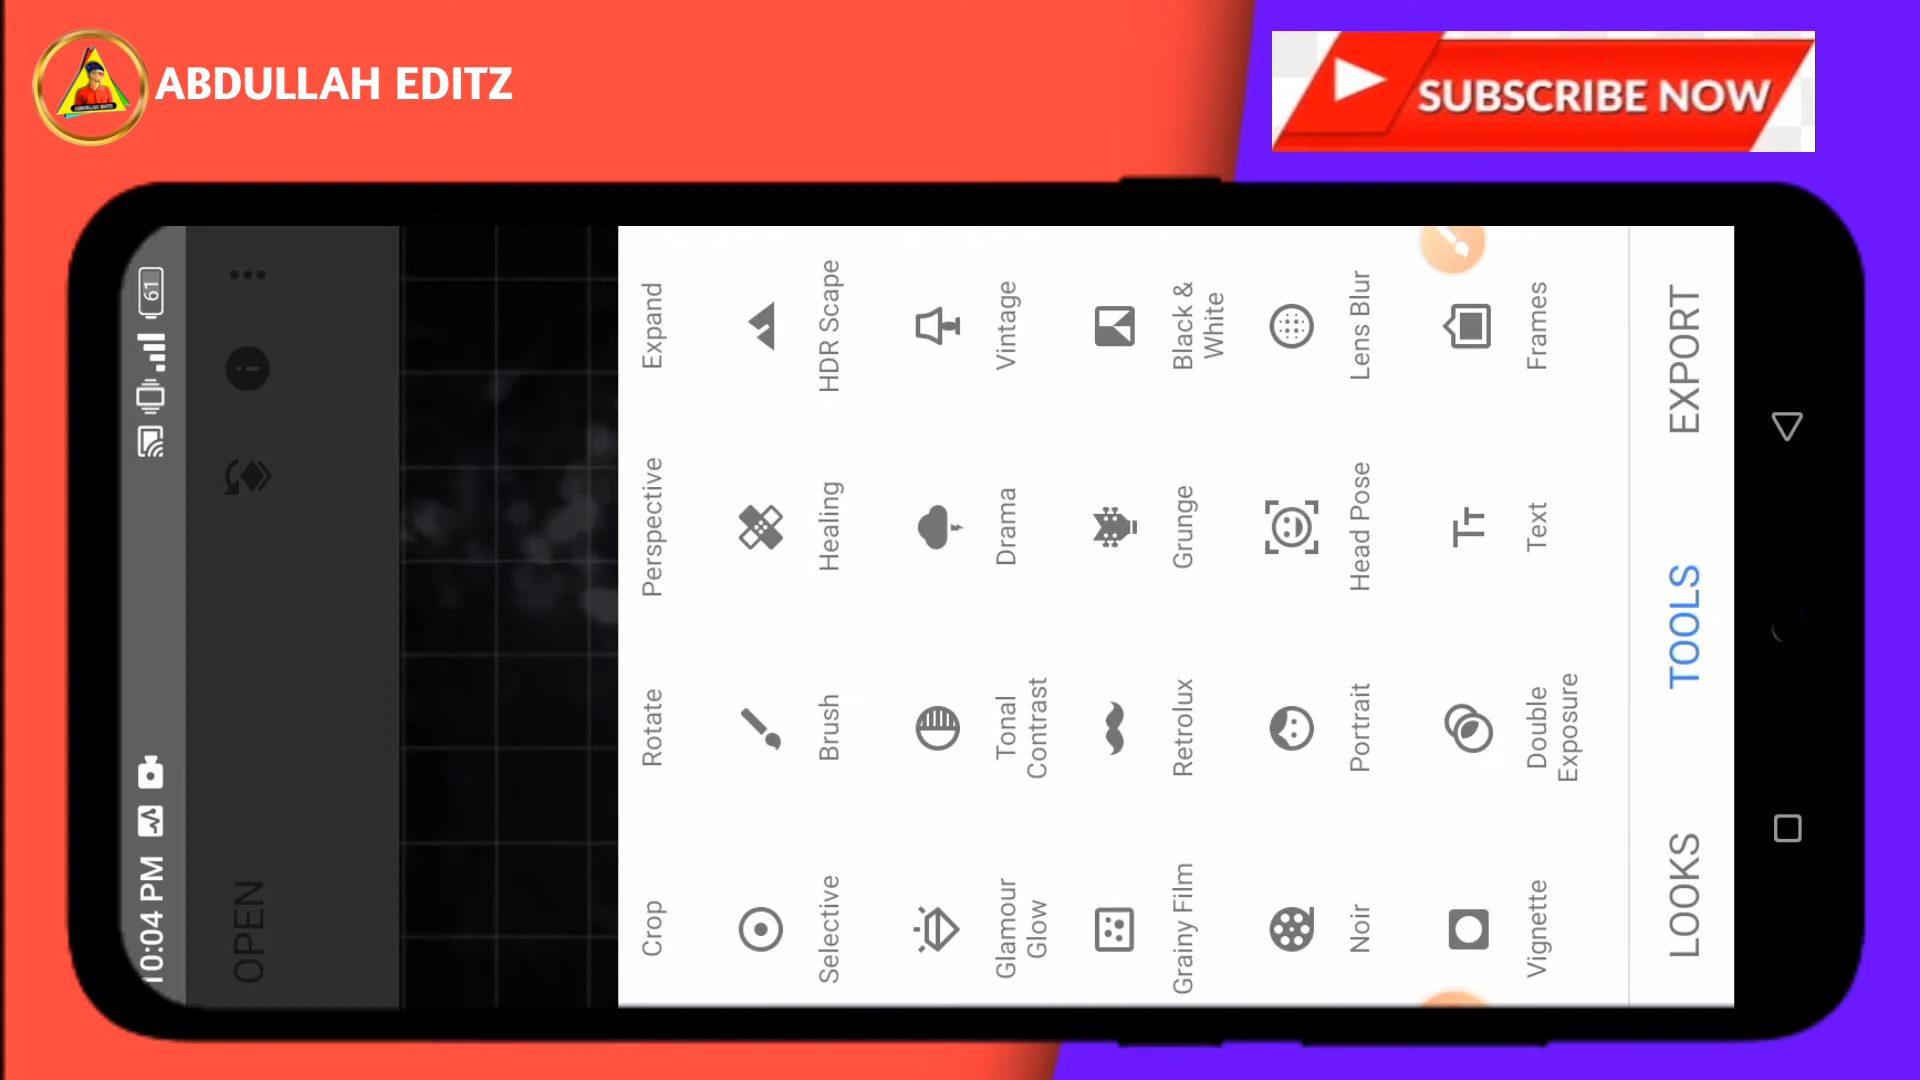 ABDULLAH EDITZ
SUBSCRIBE NOW
10:04 PM
61
OPEN
Crop
Rotate
Perspective
Expand
Selective
Brush
Healing
HDR Scape
Glamour
Glow
Tonal
Contrast
Drama
Vintage
Grainy Film
Retrolux
Grunge
Black &
White
Noir
Portrait
Head Pose
Lens Blur
Vignette
Double
Exposure
Text
Frames
LOOKS
TOOLS
EXPORT